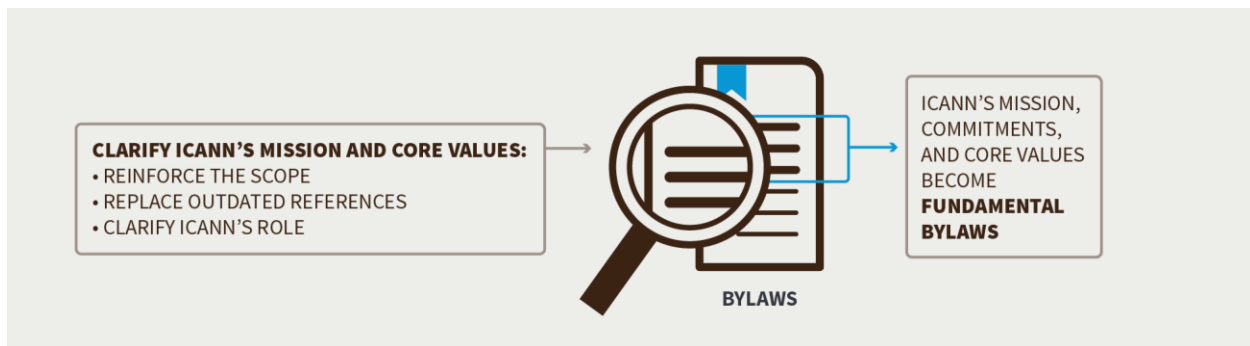 CLARIFY ICANN’S MISSION AND CORE VALUES:
• REINFORCE THE SCOPE
• REPLACE OUTDATED REFERENCES
• CLARIFY ICANN’S ROLE
BYLAWS
ICANN’S MISSION,
COMMITMENTS,
AND CORE VALUES
BECOME
FUNDAMENTAL
BYLAWS